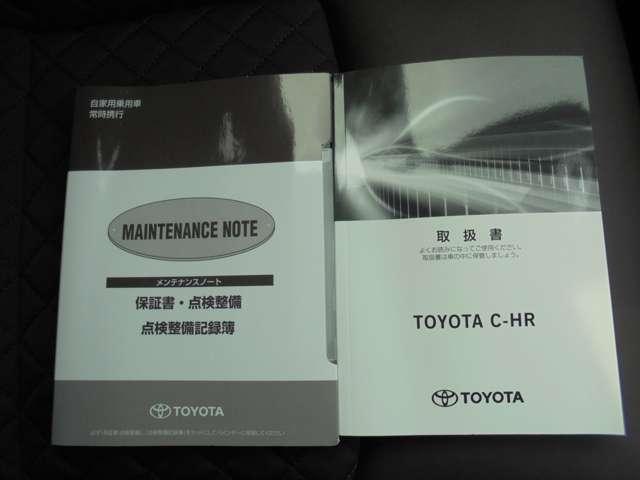 自家用乗用車
常時携行
MAINTENANCE NOTE
メンテナンスノート
保証書・点検整備
点検整備記録簿
TOYOTA
取扱書
よくお読みになってご使用ください。
取扱書は車の中に保管しましょう。
TOYOTA C-HR
TOYOTA